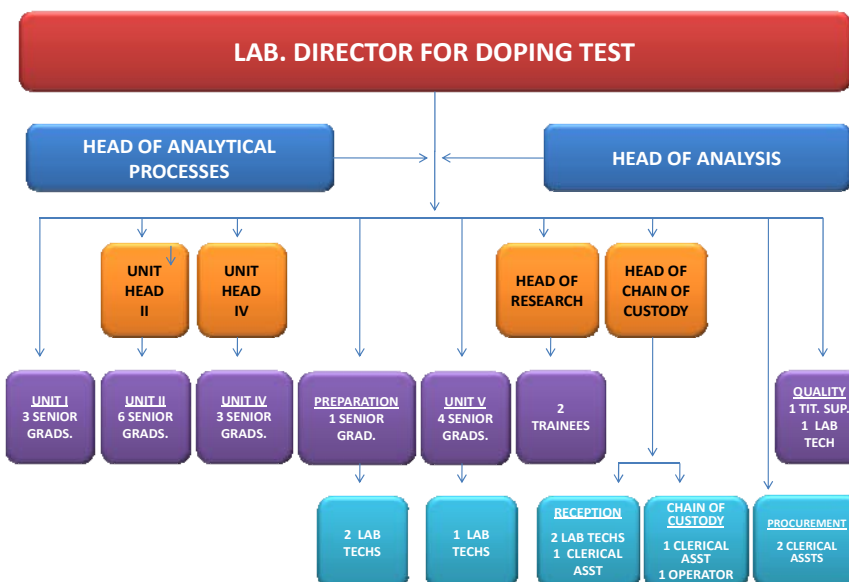 LAB. DIRECTOR FOR DOPING TEST
HEAD OF ANALYTICAL
PROCESSES
HEAD OF ANALYSIS
UNIT
HEAD
II
UNIT
HEAD
IV
HEAD OF
RESEARCH
HEAD OF
CHAIN OF
CUSTODY
UNIT I
3 SENIOR
GRADS.
UNIT II
6 SENIOR
GRADS.
UNIT IV
3 SENIOR
GRADS.
PREPARATION
1 SENIOR
GRAD.
UNIT V
4 SENIOR
GRADS.
2
TRAINEES
QUALITY
1 TIT. SUP.
1 LAB
TECH
2 LAB
TECHS
1 LAB
TECHS
RECEPTION
2 LAB TECHS
1 CLERICAL
ASST
CHAIN OF
CUSTODY
1 CLERICAL
ASST
1 OPERATOR
PROCUREMENT
2 CLERICAL
ASSTS